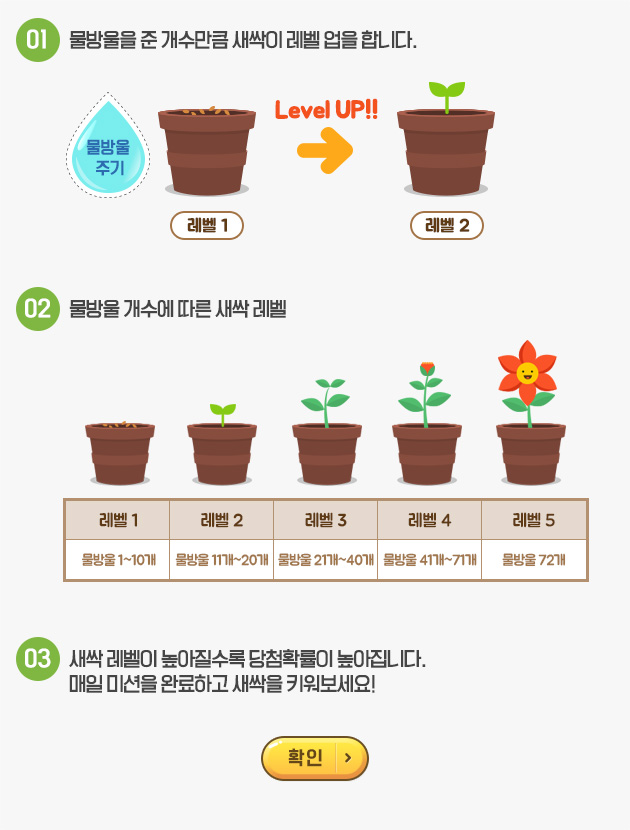 01 물방울을 준 개수만큼 새싹이 레벨 업을 합니다.
물방울
주기
Level UP!!
레벨 1
레벨 2
02 물방울 개수에 따른 새싹 레벨
레벨 1 레벨 2 레벨 3 레벨 4 레벨 5
물방울 1~10개 물방울 11개~20개 물방울 21개~40개 물방울 41개~71개 물방울 72개
03 새싹 레벨이 높아질수록 당첨확률이 높아집니다.
매일 미션을 완료하고 새싹을 키워보세요!
확인 >